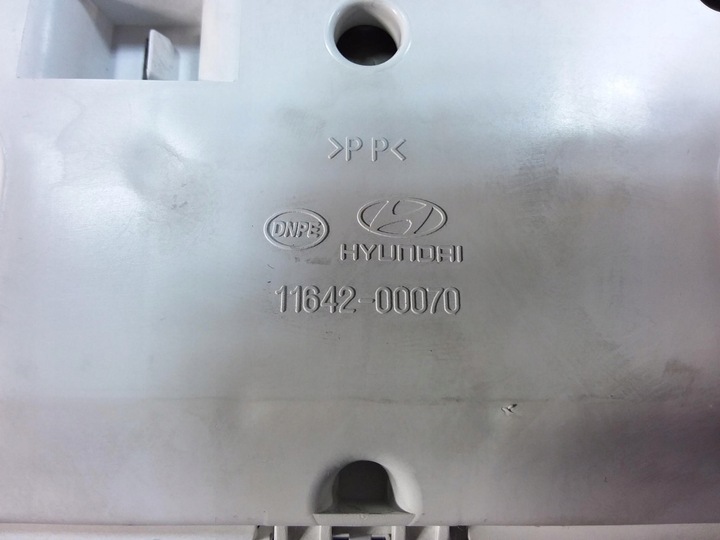 >PP<
DNPE
HYUNDAI
11642-00070